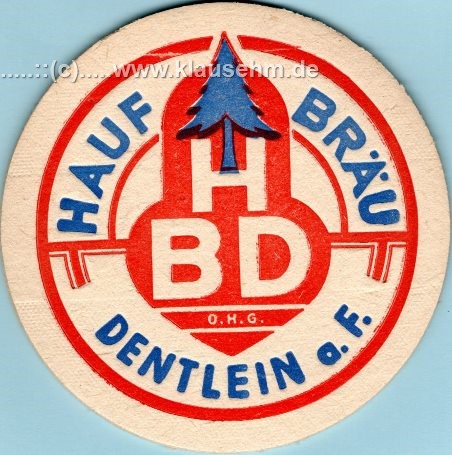 ......::(c).....www.klausehm.de
HAUF BRÄU
H
BD
O.H.G.
DENTLEIN a.F.